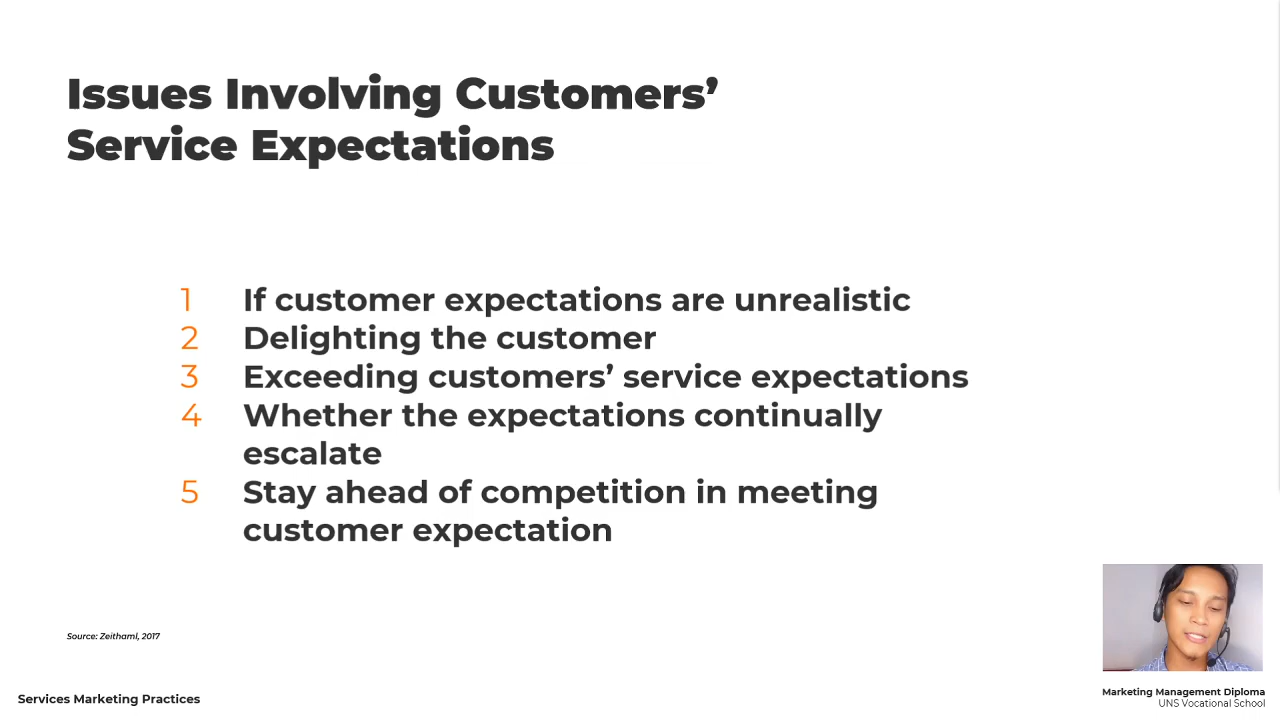 Issues Involving Customers’
Service Expectations
1 If customer expectations are unrealistic
2 Delighting the customer
3 Exceeding customers’ service expectations
4 Whether the expectations continually
escalate
5 Stay ahead of competition in meeting
customer expectation
Source: Zeithaml, 2017
Services Marketing Practices
Marketing Management Diploma
UNS Vocational School